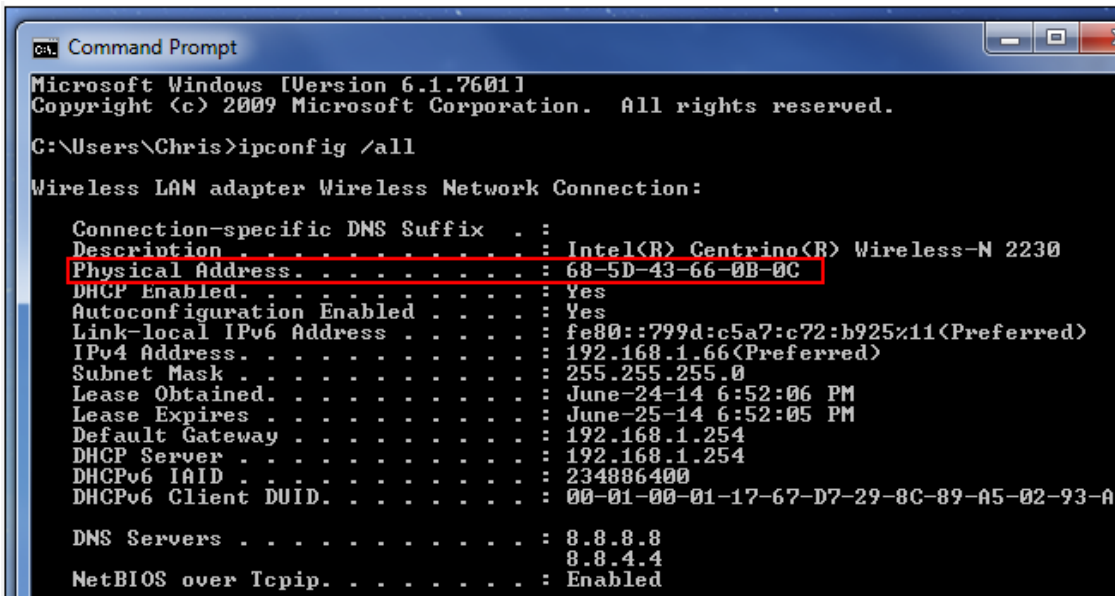 Command Prompt
Microsoft Windows [Version 6.1.7601]
Copyright (c) 2009 Microsoft Corporation.  All rights reserved.
C:\Users\Chris>ipconfig /all
Wireless LAN adapter Wireless Network Connection:
Connection-specific DNS Suffix  . :
Description . . . . . . . . . . . : Intel(R) Centrino(R) Wireless-N 2230
Physical Address. . . . . . . . . : 68-5D-43-66-0B-0C
DHCP Enabled. . . . . . . . . . . : Yes
Autoconfiguration Enabled . . . . : Yes
Link-local IPv6 Address . . . . . : fe80::799d:c5a7:c72:b925%11(Preferred)
IPv4 Address. . . . . . . . . . . : 192.168.1.66(Preferred)
Subnet Mask . . . . . . . . . . . : 255.255.255.0
Lease Obtained. . . . . . . . . . : June-24-14 6:52:06 PM
Lease Expires . . . . . . . . . . : June-25-14 6:52:05 PM
Default Gateway . . . . . . . . . : 192.168.1.254
DHCP Server . . . . . . . . . . . : 192.168.1.254
DHCPv6 IAID . . . . . . . . . . . : 234886400
DHCPv6 Client DUID. . . . . . . . : 00-01-00-01-17-67-D7-29-8C-89-A5-02-93-A
DNS Servers . . . . . . . . . . . : 8.8.8.8
8.8.4.4
NetBIOS over Tcpip. . . . . . . . : Enabled